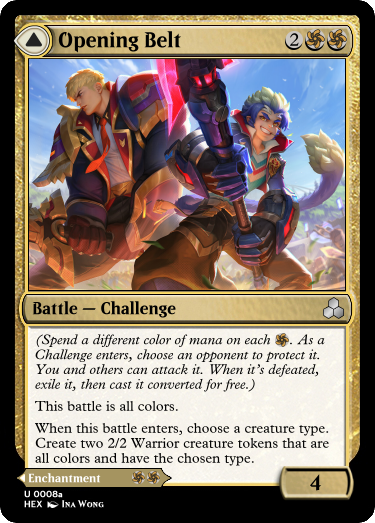 Opening Belt 2
Battle — Challenge
(Spend a different color of mana on each . As a
Challenge enters, choose an opponent to protect it.
You and others can attack it. When it's defeated,
exile it, then cast it converted for free.)
This battle is all colors.
When this battle enters, choose a creature type.
Create two 2/2 Warrior creature tokens that are
all colors and have the chosen type.
Enchantment
4
U 0008a
HEX Ina Wong